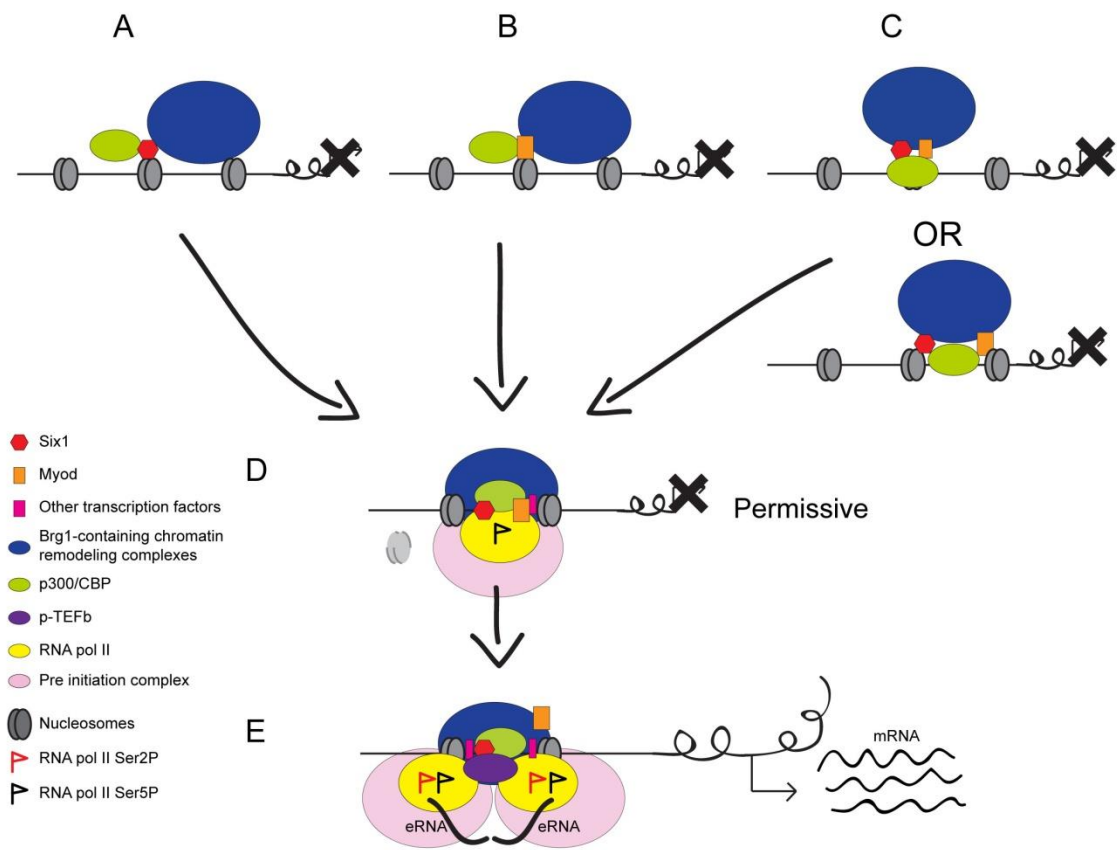 A
B
C
OR
D
Permissive
Six1
Myod
Other transcription factors
Brg1-containing chromatin
remodeling complexes
p300/CBP
p-TEFb
RNA pol II
Pre initiation complex
Nucleosomes
RNA pol II Ser2P
RNA pol II Ser5P
E
mRNA
eRNA
eRNA